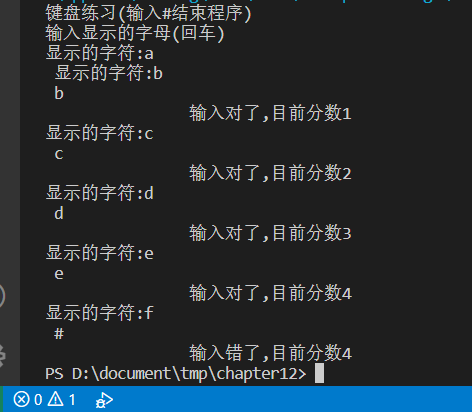 键盘练习(输入#结束程序)
输入显示的字母(回车)
显示的字符:a
显示的字符:b
b
输入对了,目前分数1
显示的字符:c
c
输入对了,目前分数2
显示的字符:d
d
输入对了,目前分数3
显示的字符:e
e
输入对了,目前分数4
显示的字符:f
#
输入错了,目前分数4
PS D:\document\tmp\chapter12>
0 1